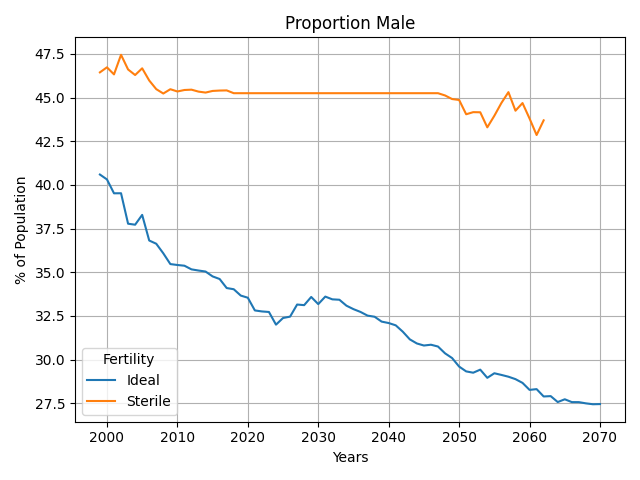 Proportion Male
% of Population
47.5
45.0
42.5
40.0
37.5
35.0
32.5
30.0
27.5
Fertility
Ideal
Sterile
2000 2010 2020 2030 2040 2050 2060 2070
Years